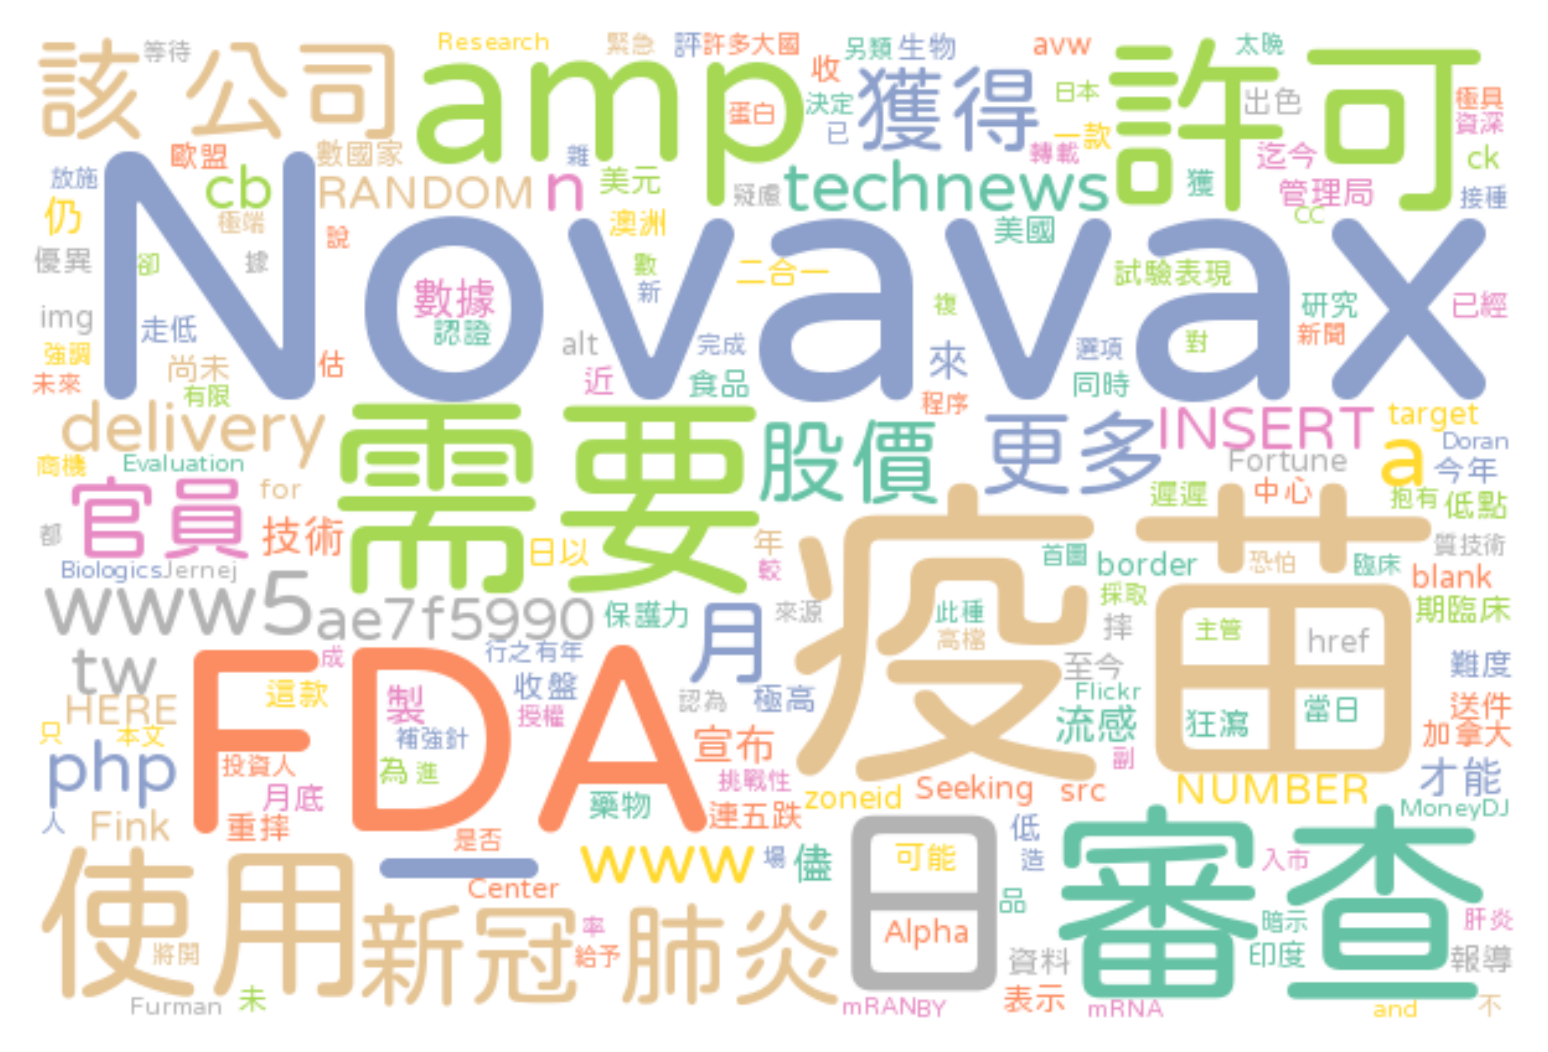 等待
Research
緊急
評
許多大國
另類
生物
avw
太晚
該公司
amp
收
獲得
日本
許可
出色
極具
資深
蛋白
決定
已
一款
轉載
迄今
ck
歐盟
數國家
雜
放施
cb
RANDOM
n
美元
疑慮
technews
獲
管理局
接種
仍
極端
說
澳洲
美國
CC
Novavax
優異
卻
據
數據
認證
數
新
二合一
複
試驗表現
研究
已經
img
走低
新聞
強調
尚未
估
alt
完成
來
選項
對
未來
有限
近
食品
同時
程序
delivery
需要
股價
更多
INSERT
target
Doran
商機
Evaluation
Fortune
a
今年
官員
for
遲遲
中心
抱有
低點
都
技術
日以
年
較
疫苗
首圖
border
恐怕
臨床
質技術
blank
Biologics
Jernej
www5
ae7f5990
保護力
月
來源
此種
高檔
採取
摔
主管
href
期臨床
tw
成
行之有年
至今
難度
HERE
FDA
這款
製
收盤
授權
認為
極高
Flickr
流感
狂瀉
當日
送件
加拿大
只
本文
補強針
宣布
副
php
投資人
為
進
挑戰性
才能
月底
藥物
連五跌
zoneid
Seeking
src
NUMBER
MoneyDJ
人
Fink
重摔
是否
一
www
場
儘
日
可能
低
造
審查
入市
使用
Center
新冠
肺炎
率
給予
Alpha
品
暗示
肝炎
將開
資料
印度
報導
Furman
未
mRANBY
表示
mRNA
and
不